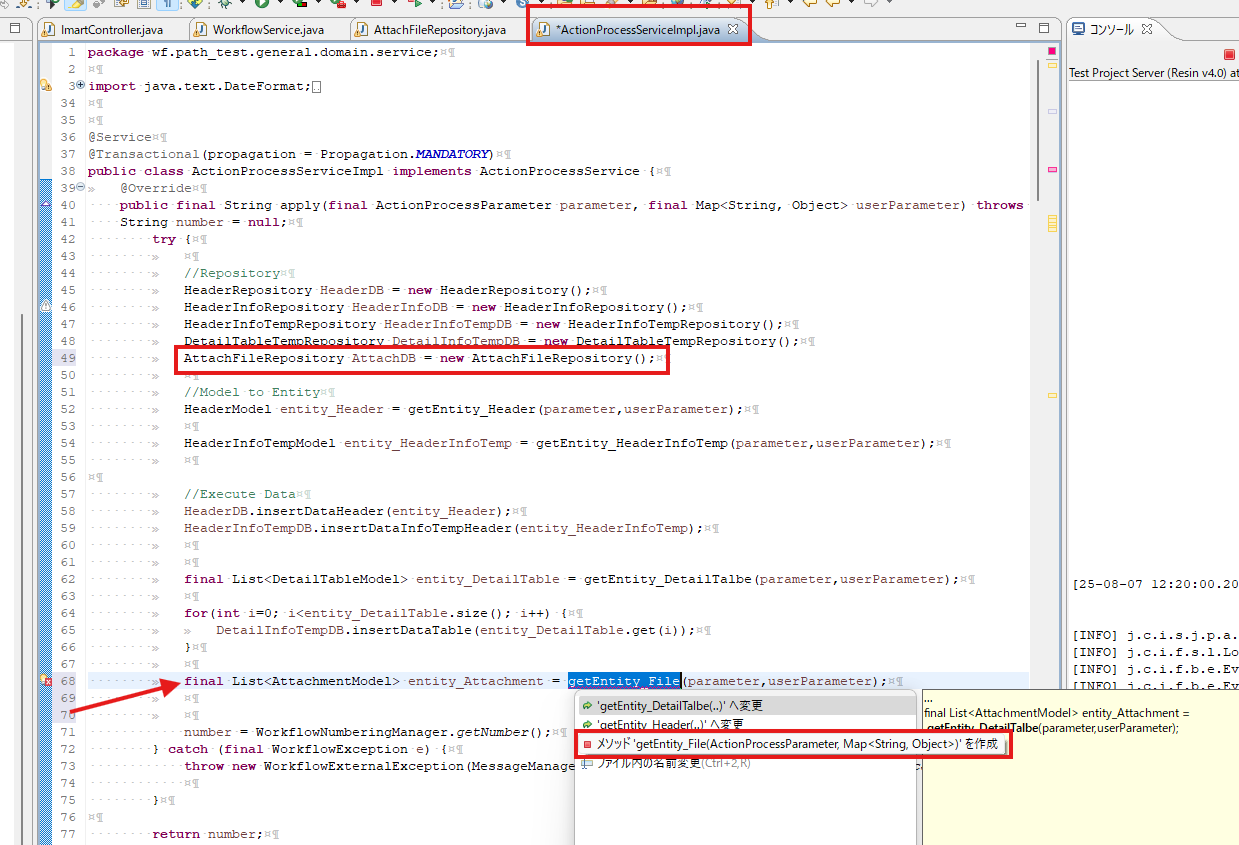 ImartController.java
WorkflowService.java
AttachFileRepository.java
*ActionProcessServiceImpl.java
コンソール
Test Project Server (Resin v4.0) at
1 package wf.path_test.general.domain.service;
2
3 import java.text.DateFormat;
34
35
36 @Service
37 @Transactional(propagation = Propagation.MANDATORY)
38 public class ActionProcessServiceImpl implements ActionProcessService {
39 @Override
40 public final String apply(final ActionProcessParameter parameter, final Map<String, Object> userParameter) throws
41 String number = null;
42 try {
43
44 //Repository
45 HeaderRepository HeaderDB = new HeaderRepository();
46 HeaderInfoRepository HeaderInfoDB = new HeaderInfoRepository();
47 HeaderInfoTempRepository HeaderInfoTempDB = new HeaderInfoTempRepository();
48 DetailTableTempRepository DetailInfoTempDB = new DetailTableTempRepository();
49 AttachFileRepository AttachDB = new AttachFileRepository();
50
51 //Model to Entity
52 HeaderModel entity_Header = getEntity_Header(parameter,userParameter);
53
54 HeaderInfoTempModel entity_HeaderInfoTemp = getEntity_HeaderInfoTemp(parameter,userParameter);
55
56
57 //Execute Data
58 HeaderDB.insertDataHeader(entity_Header);
59 HeaderInfoTempDB.insertDataInfoTempHeader(entity_HeaderInfoTemp);
60
61
62 final List<DetailTableModel> entity_DetailTable = getEntity_DetailTalbe(parameter,userParameter);
63
64 for(int i=0; i<entity_DetailTable.size(); i++) {
65 DetailInfoTempDB.insertDataTable(entity_DetailTable.get(i));
66 }
67
68 final List<AttachmentModel> entity_Attachment = getEntity_File(parameter,userParameter);
69
70
71 number = WorkflowNumberingManager.getNumber();
72 } catch (final WorkflowException e) {
73 throw new WorkflowExternalException(MessageManage
74
75 }
76
77 return number;
'getEntity_DetailTalbe(..)' へ変更
'getEntity_Header(..)' へ変更
メソッド 'getEntity_File(ActionProcessParameter, Map<String, Object>)' を作成
ファイル内の名前変更(Ctrl+2,R)
...
final List<AttachmentModel> entity_Attachment =
getEntity_DetailTalbe(parameter,userParameter);
[25-08-07 12:20:00.20
[INFO] j.c.i.s.j.p.a.
[INFO] j.c.i.f.s.l.Lo
[INFO] j.c.i.f.b.e.Ev
[INFO] j.c.i.f.b.e.Ev